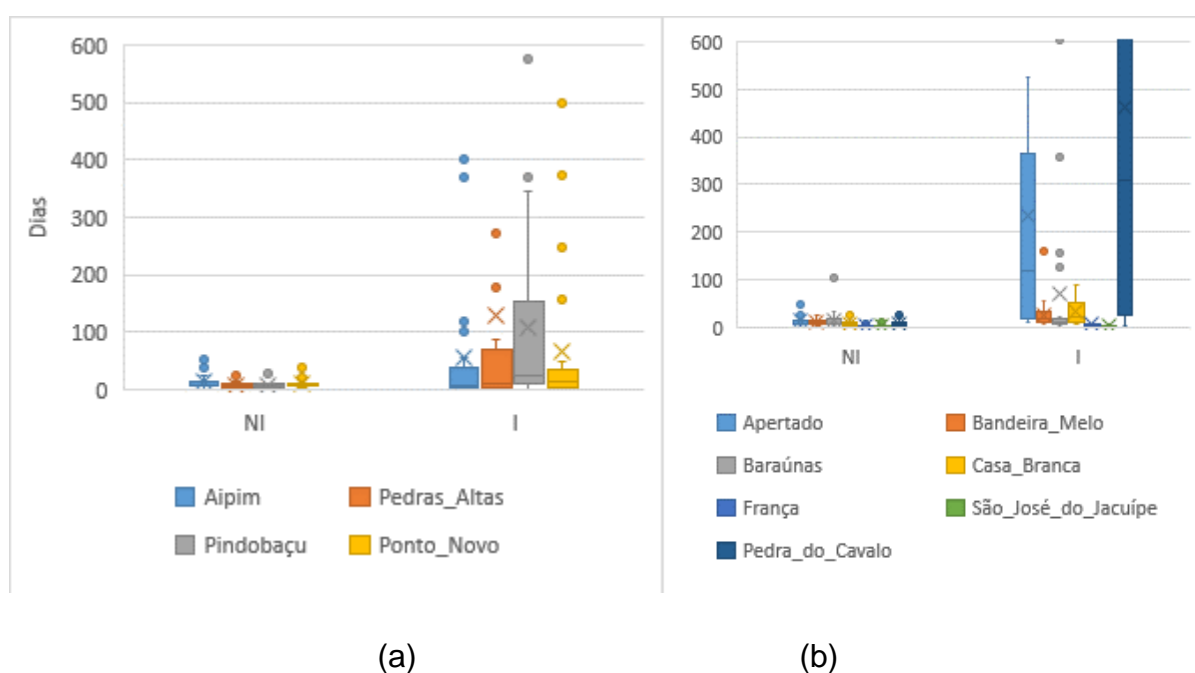 600
500
400
300
200
100
0
Dias
NI I
Aipim Pedras_Altas
Pindobaçu Ponto_Novo
600
500
400
300
200
100
0
NI I
Apertado Bandeira_Melo
Baraúnas Casa_Branca
França São_José_do_Jacuípe
Pedra_do_Cavalo
(a) (b)